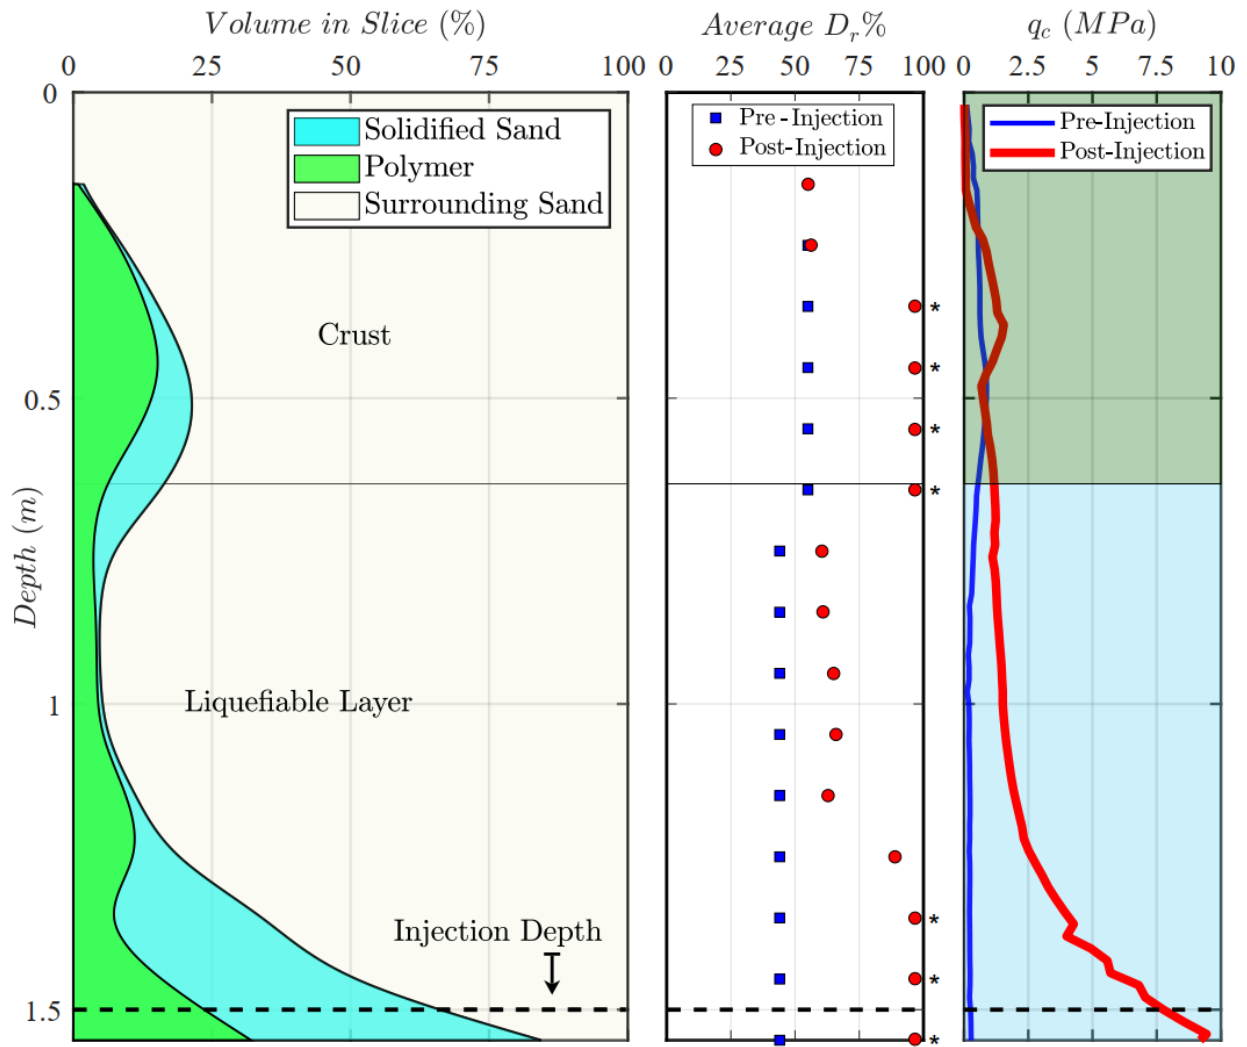 Volume in Slice (%)
Average D_r%
q_c (MPa)
0 25 50 75 100
0 25 50 75 100
0 2.5 5 7.5 10
0
0.5
1
1.5
Depth (m)
Solidified Sand
Polymer
Surrounding Sand
Pre-Injection
Post-Injection
Pre-Injection
Post-Injection
Crust
Liquefiable Layer
Injection Depth
*
*
*
*
*
*
*